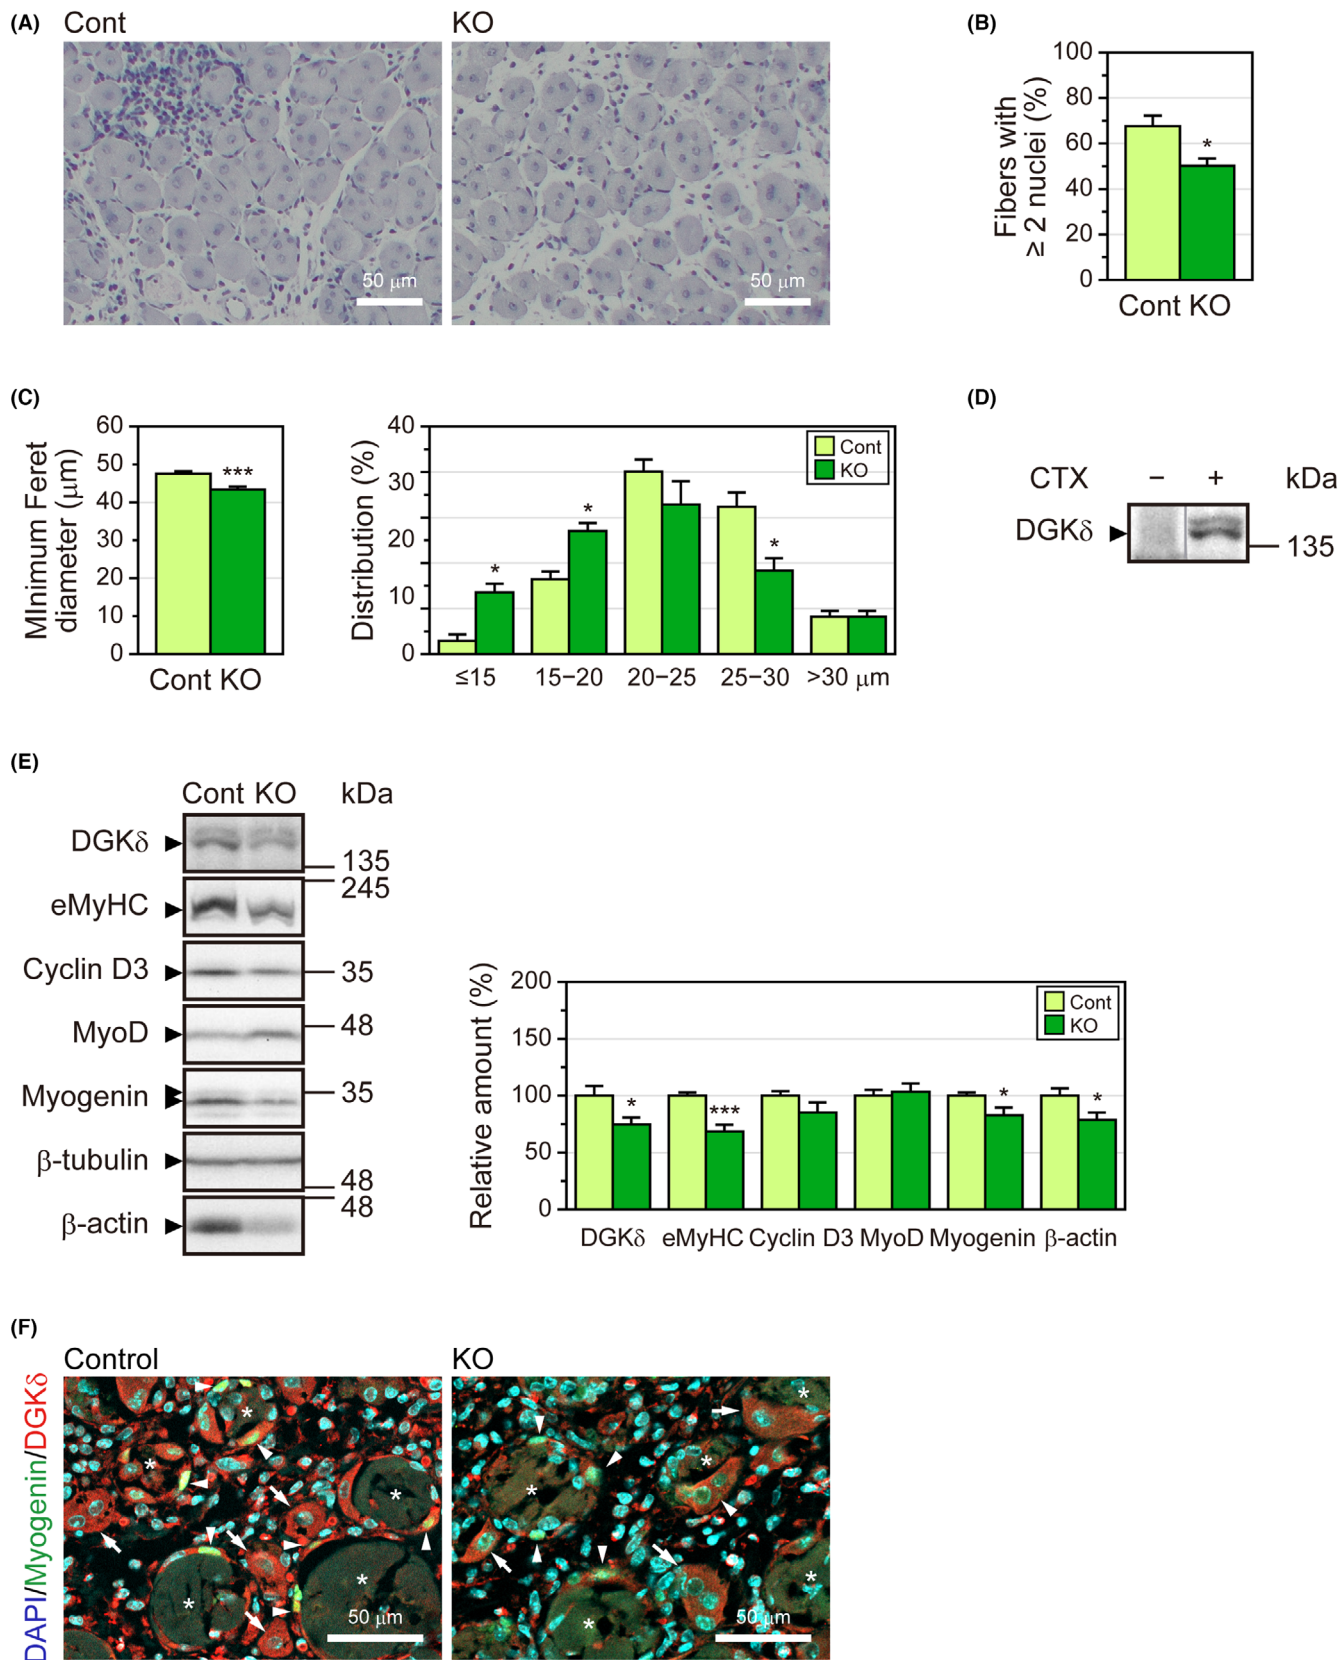 (A)
Cont
KO
50 μm
50 μm
(B)
Fibers with
≥ 2 nuclei (%)
100
80
60
40
20
0
*
Cont KO
(C)
MInimum Feret
diameter (μm)
60
50
40
30
20
10
0
***
Cont KO
Distribution (%)
40
30
20
10
0
Cont
KO
*
*
*
≤15
15−20
20−25
25−30
>30 μm
(D)
CTX − + kDa
DGKδ
135
(E)
Cont KO kDa
DGKδ
135
eMyHC
245
Cyclin D3
35
MyoD
48
Myogenin
35
β-tubulin
48
β-actin
48
Relative amount (%)
200
150
100
50
0
Cont
KO
*
***
*
*
DGKδ eMyHC Cyclin D3 MyoD Myogenin β-actin
(F)
Control
KO
DAPI/Myogenin/DGKδ
*
*
*
*
*
50 μm
*
*
*
*
*
50 μm